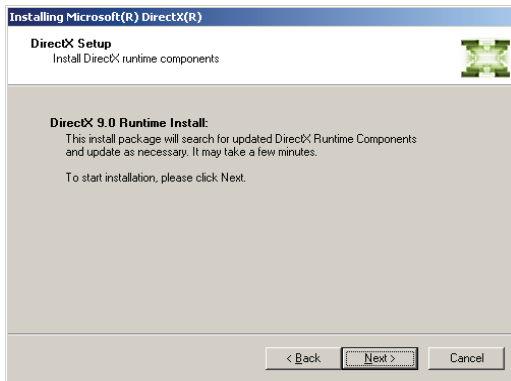 Installing Microsoft(R) DirectX(R)
DirectX Setup
Install DirectX runtime components
DirectX 9.0 Runtime Install:
This install package will search for updated DirectX Runtime Components
and update as necessary. It may take a few minutes.
To start installation, please click Next.
< Back
Next >
Cancel